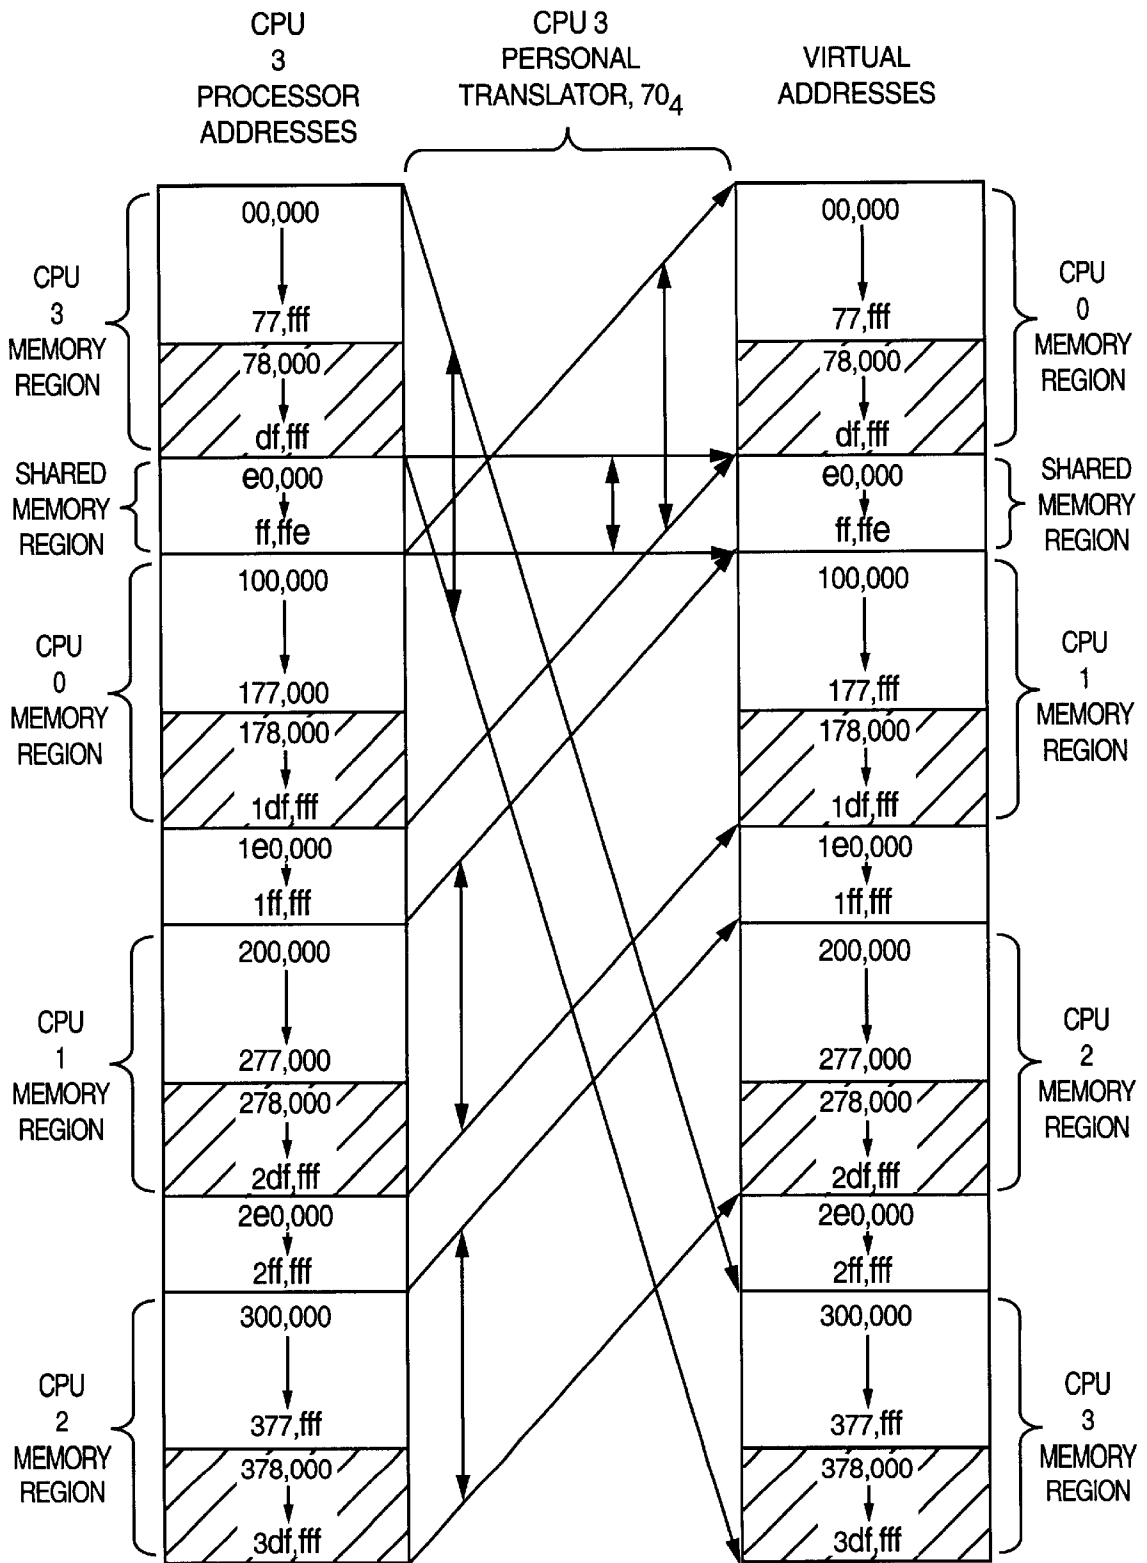 CPU
3
PROCESSOR
ADDRESSES
CPU 3
PERSONAL
TRANSLATOR, 70₄
VIRTUAL
ADDRESSES
CPU
3
MEMORY
REGION
00,000
77,fff
78,000
df,fff
SHARED
MEMORY
REGION
e0,000
ff,ffe
CPU
0
MEMORY
REGION
100,000
177,000
178,000
1df,fff
1e0,000
1ff,fff
CPU
1
MEMORY
REGION
200,000
277,000
278,000
2df,fff
2e0,000
2ff,fff
CPU
2
MEMORY
REGION
300,000
377,fff
378,000
3df,fff
00,000
77,fff
78,000
df,fff
CPU
0
MEMORY
REGION
e0,000
ff,ffe
SHARED
MEMORY
REGION
100,000
177,fff
178,000
1df,fff
CPU
1
MEMORY
REGION
1e0,000
1ff,fff
200,000
277,000
278,000
2df,fff
CPU
2
MEMORY
REGION
2e0,000
2ff,fff
300,000
377,fff
378,000
3df,fff
CPU
3
MEMORY
REGION